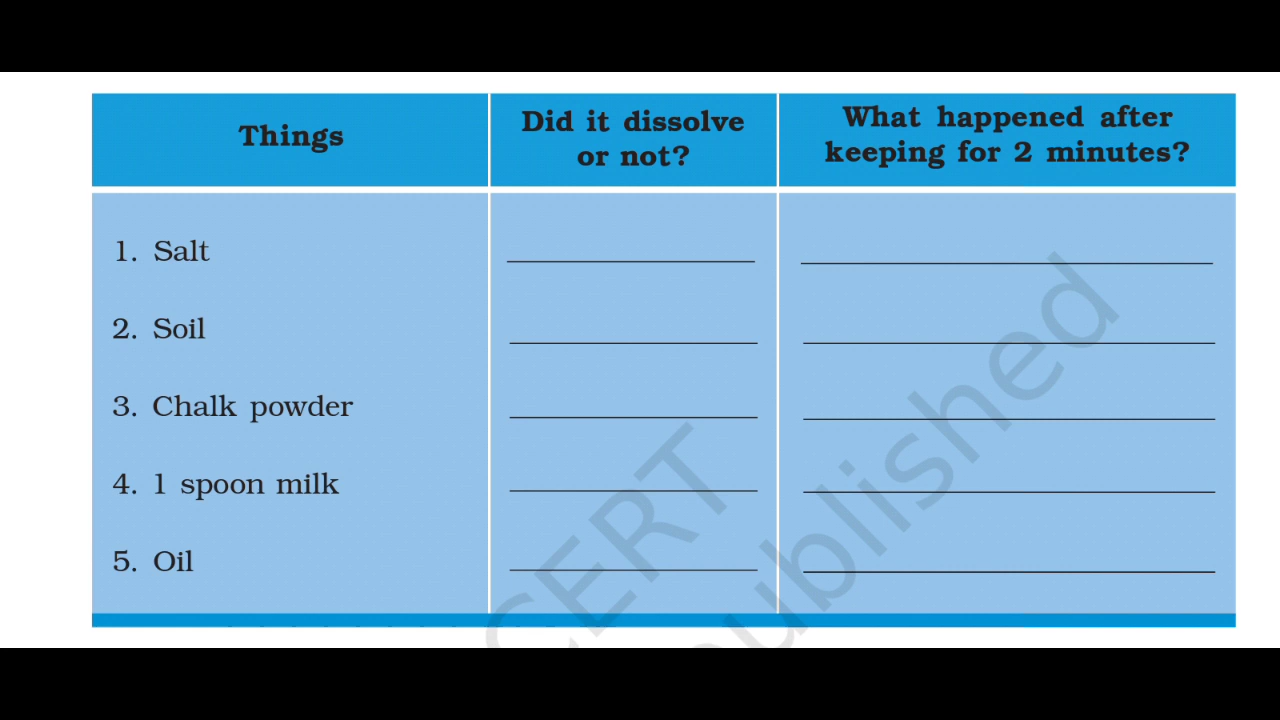 Things
Did it dissolve
or not?
What happened after
keeping for 2 minutes?
1. Salt
2. Soil
3. Chalk powder
4. 1 spoon milk
5. Oil
CERT
published